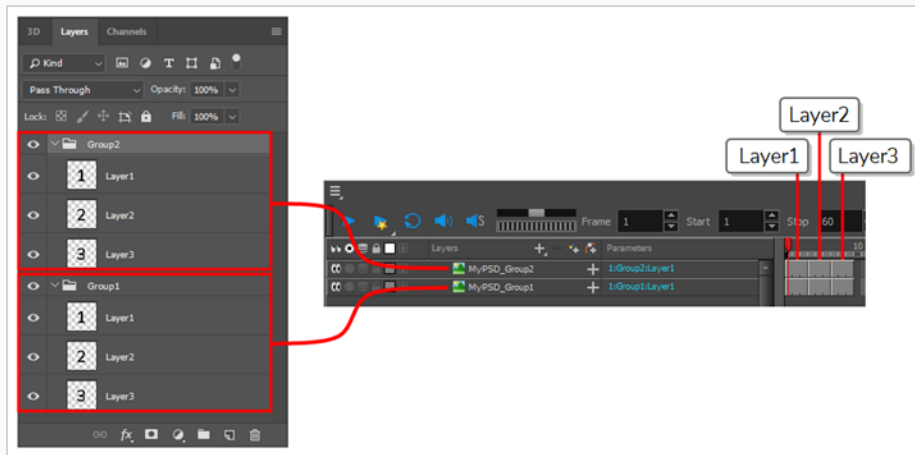 3D Layers Channels
Kind
Pass Through Opacity: 100%
Lock: Fill: 100%
Group2
1 Layer1
2 Layer2
3 Layer3
Group1
1 Layer1
2 Layer2
3 Layer3
fx
Layer2
Layer1 Layer3
S Frame 1 Start 1 Stop 60
Layers Parameters 10
MyPSD_Group2 1:Group2:Layer1
MyPSD_Group1 1:Group1:Layer1